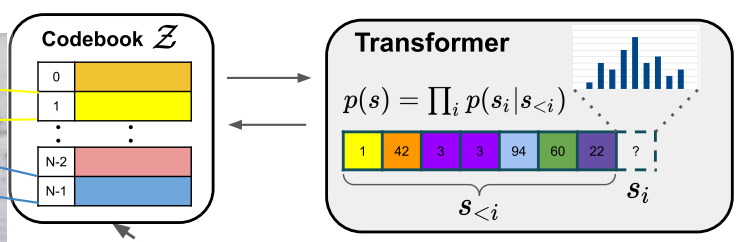 Codebook 𝒵
0
1
:
:
N-2
N-1
Transformer
p(s) = ∏ᵢ p(sᵢ|s<ᵢ)
1 42 3 3 94 60 22 ?
s<ᵢ
sᵢ